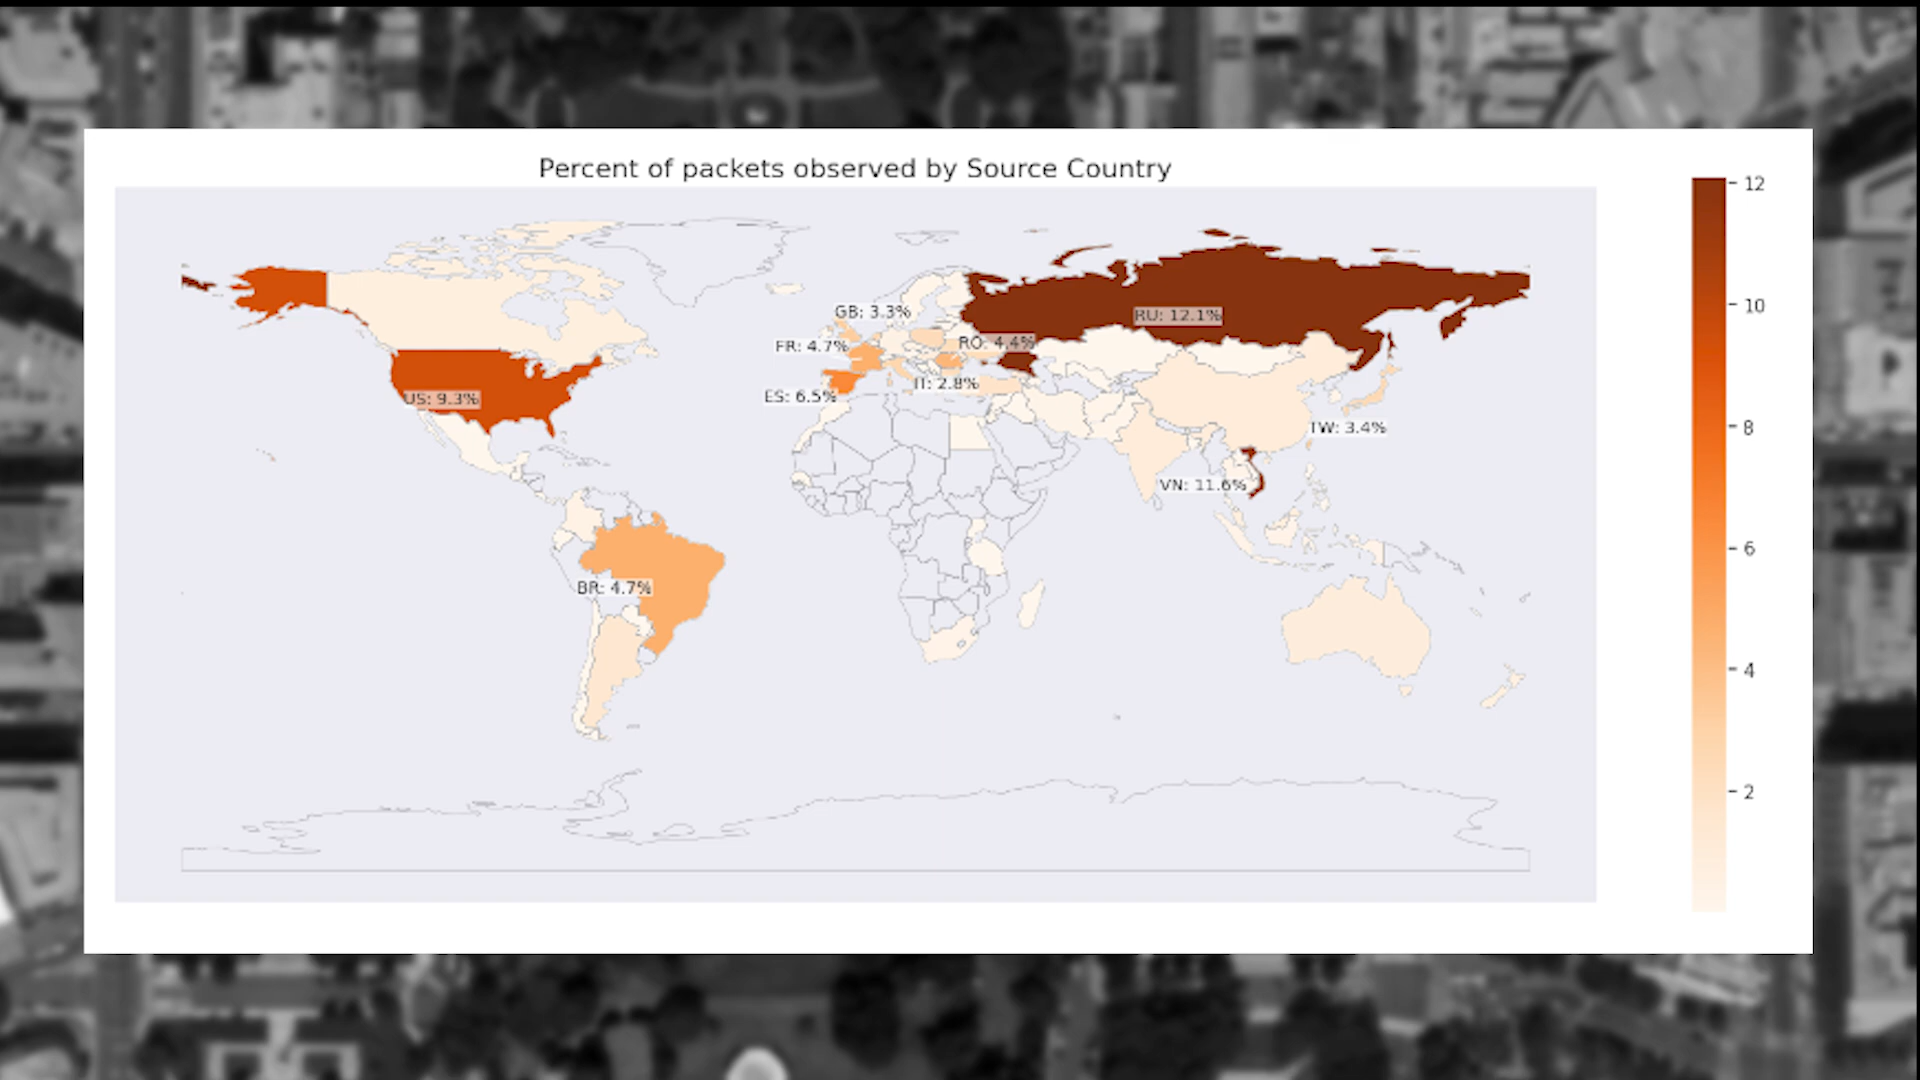 Percent of packets observed by Source Country
12
10
8
6
4
2
GB: 3.3%
RU: 12.1%
FR: 4.7%
RO: 4.4%
IT: 2.8%
ES: 6.5%
US: 9.3%
TW: 3.4%
VN: 11.6%
BR: 4.7%